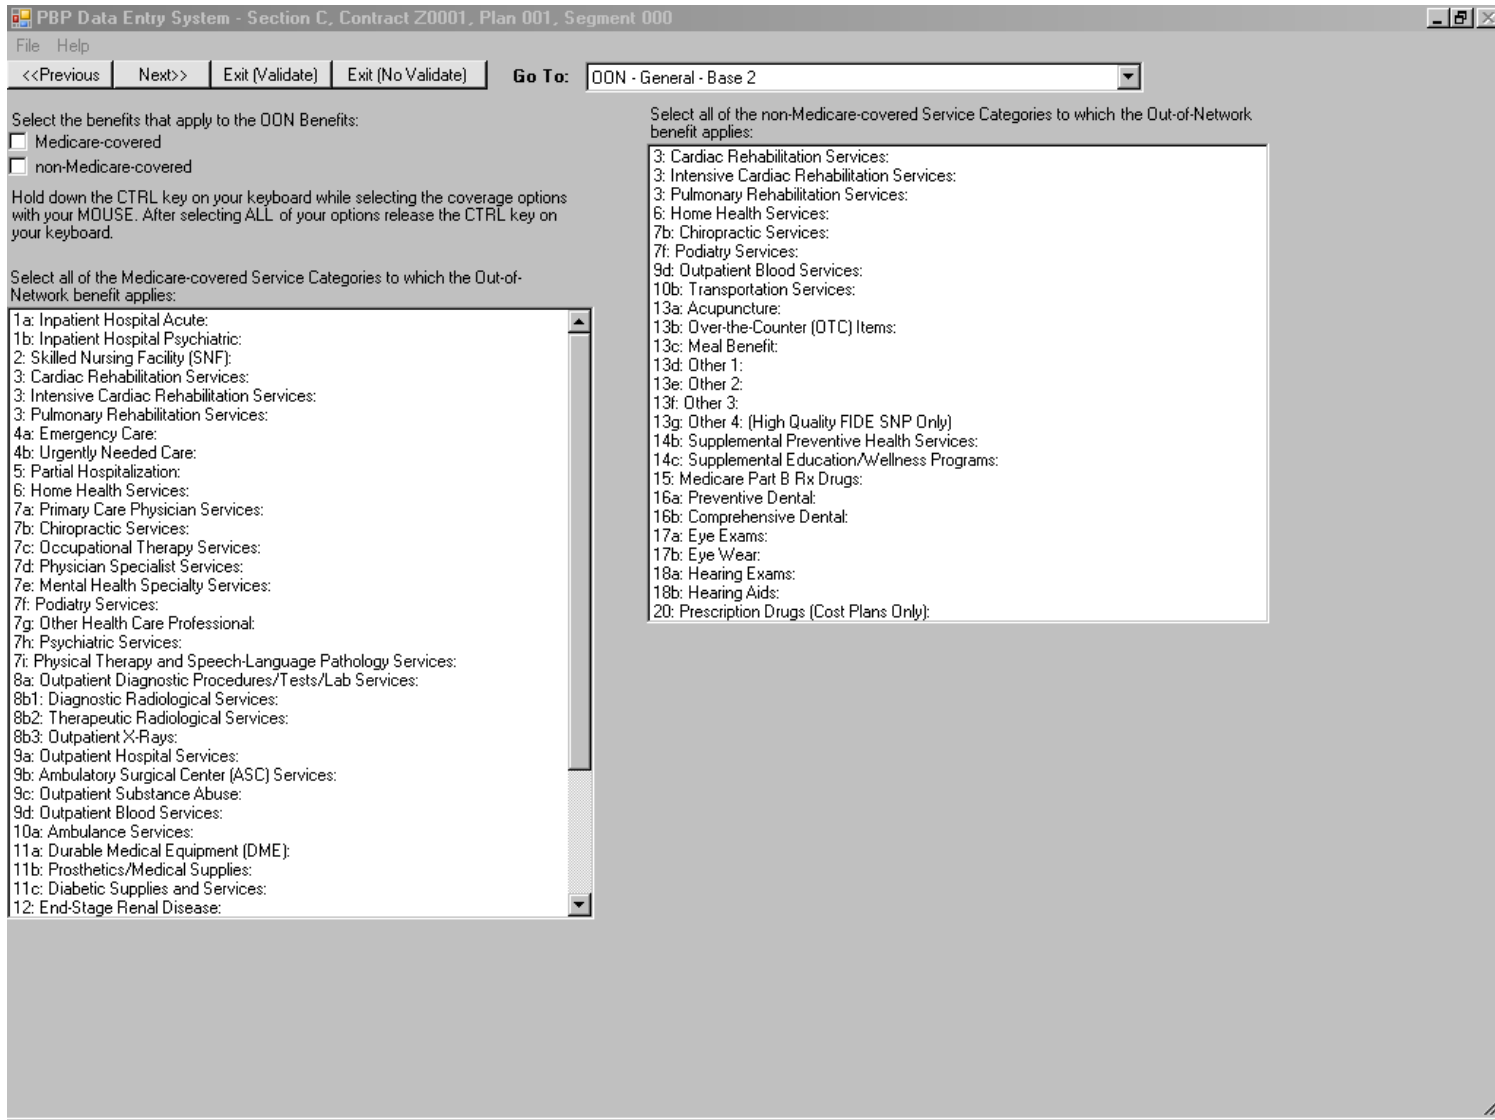 PBP Data Entry System - Section C, Contract Z0001, Plan 001, Segment 000
File Help
<<Previous Next>> Exit (Validate) Exit (No Validate) Go To: OON - General - Base 2
Select the benefits that apply to the OON Benefits:
Medicare-covered
non-Medicare-covered
Hold down the CTRL key on your keyboard while selecting the coverage options
with your MOUSE. After selecting ALL of your options release the CTRL key on
your keyboard.
Select all of the Medicare-covered Service Categories to which the Out-of-
Network benefit applies:
1a: Inpatient Hospital Acute:
1b: Inpatient Hospital Psychiatric:
2: Skilled Nursing Facility (SNF):
3: Cardiac Rehabilitation Services:
3: Intensive Cardiac Rehabilitation Services:
3: Pulmonary Rehabilitation Services:
4a: Emergency Care:
4b: Urgently Needed Care:
5: Partial Hospitalization:
6: Home Health Services:
7a: Primary Care Physician Services:
7b: Chiropractic Services:
7c: Occupational Therapy Services:
7d: Physician Specialist Services:
7e: Mental Health Specialty Services:
7f: Podiatry Services:
7g: Other Health Care Professional:
7h: Psychiatric Services:
7i: Physical Therapy and Speech-Language Pathology Services:
8a: Outpatient Diagnostic Procedures/Tests/Lab Services:
8b1: Diagnostic Radiological Services:
8b2: Therapeutic Radiological Services:
8b3: Outpatient X-Rays:
9a: Outpatient Hospital Services:
9b: Ambulatory Surgical Center (ASC) Services:
9c: Outpatient Substance Abuse:
9d: Outpatient Blood Services:
10a: Ambulance Services:
11a: Durable Medical Equipment (DME):
11b: Prosthetics/Medical Supplies:
11c: Diabetic Supplies and Services:
12: End-Stage Renal Disease:
Select all of the non-Medicare-covered Service Categories to which the Out-of-Network
benefit applies:
3: Cardiac Rehabilitation Services:
3: Intensive Cardiac Rehabilitation Services:
3: Pulmonary Rehabilitation Services:
6: Home Health Services:
7b: Chiropractic Services:
7f: Podiatry Services:
9d: Outpatient Blood Services:
10b: Transportation Services:
13a: Acupuncture:
13b: Over-the-Counter (OTC) Items:
13c: Meal Benefit:
13d: Other 1:
13e: Other 2:
13f: Other 3:
13g: Other 4: (High Quality FIDE SNP Only)
14b: Supplemental Preventive Health Services:
14c: Supplemental Education/Wellness Programs:
15: Medicare Part B Rx Drugs:
16a: Preventive Dental:
16b: Comprehensive Dental:
17a: Eye Exams:
17b: Eye Wear:
18a: Hearing Exams:
18b: Hearing Aids:
20: Prescription Drugs (Cost Plans Only):